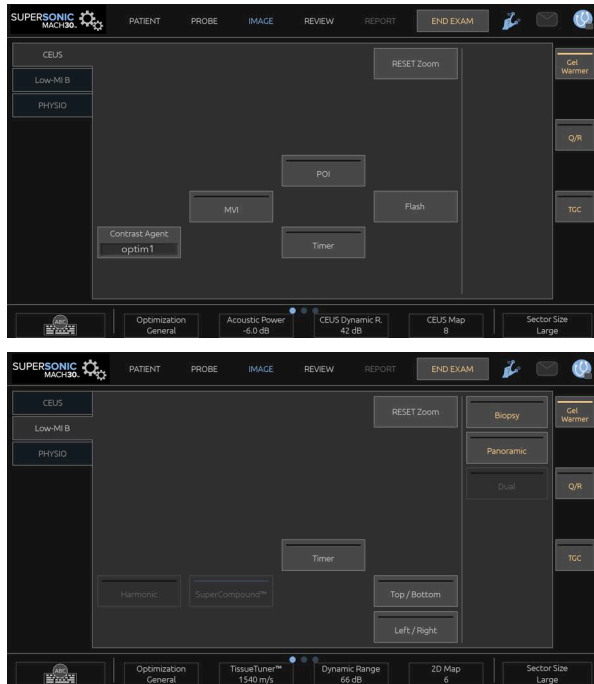 SUPERSONIC
MACH30.
PATIENT PROBE IMAGE REVIEW REPORT END EXAM
CEUS
Low-MI B
PHYSIO
RESET Zoom
Gel
Warmer
Q/R
POI
MVI
Flash
TGC
Contrast Agent
optim1
Timer
ABC
Optimization
General
Acoustic Power
-6.0 dB
CEUS Dynamic R.
42 dB
CEUS Map
8
Sector Size
Large
SUPERSONIC
MACH30.
PATIENT PROBE IMAGE REVIEW REPORT END EXAM
CEUS
Low-MI B
PHYSIO
RESET Zoom
Biopsy
Gel
Warmer
Panoramic
Dual
Q/R
Timer
TGC
Harmonic
SuperCompound™
Top / Bottom
Left / Right
ABC
Optimization
General
TissueTuner™
1540 m/s
Dynamic Range
66 dB
2D Map
6
Sector Size
Large